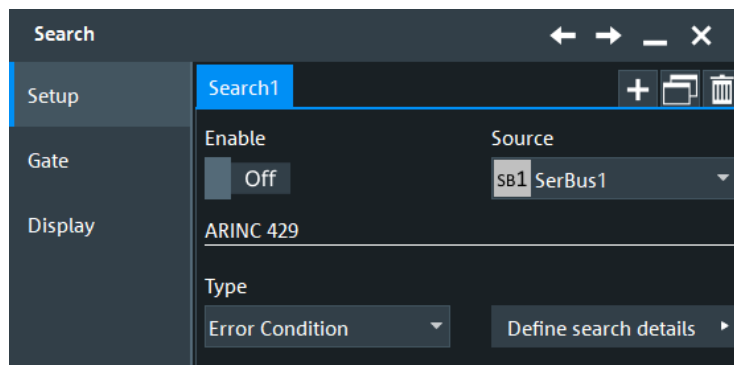 Search
Setup
Gate
Display
Search1
Enable
Source
Off
SB1 SerBus1
ARINC 429
Type
Error Condition
Define search details